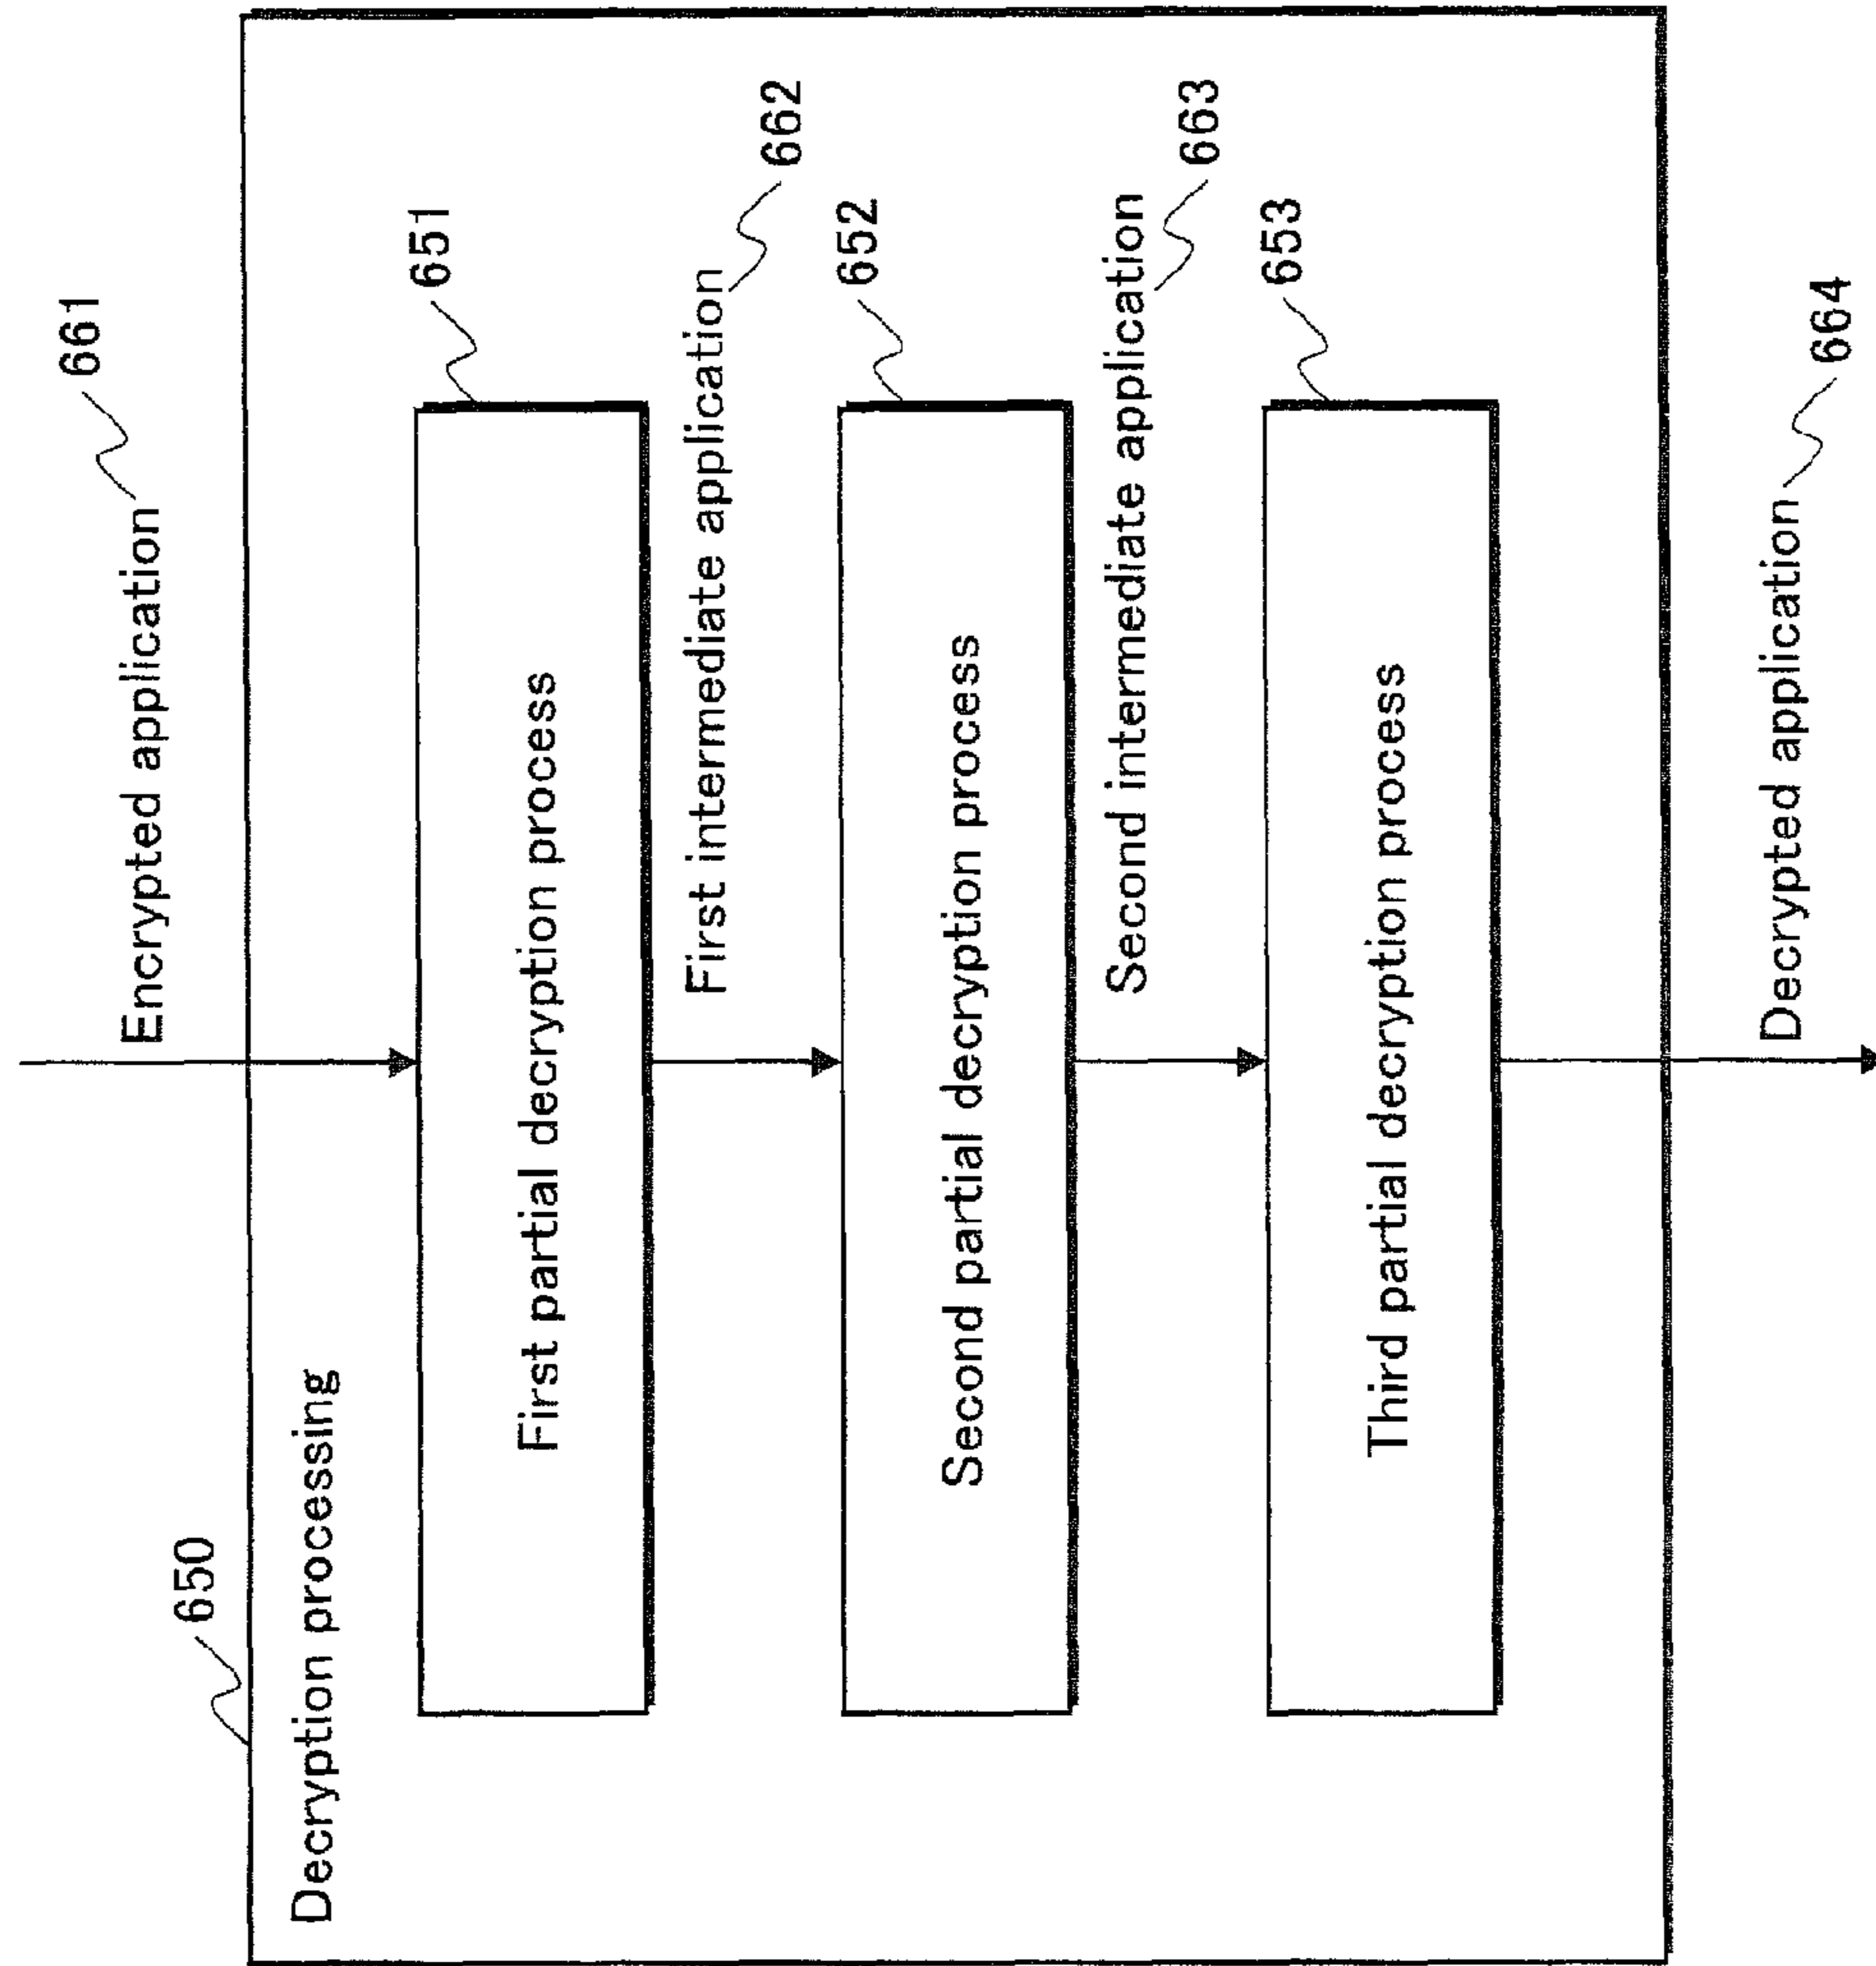 661
Encrypted application
650
Decryption processing
651
First partial decryption process
662
First intermediate application
652
Second partial decryption process
663
Second intermediate application
653
Third partial decryption process
664
Decrypted application